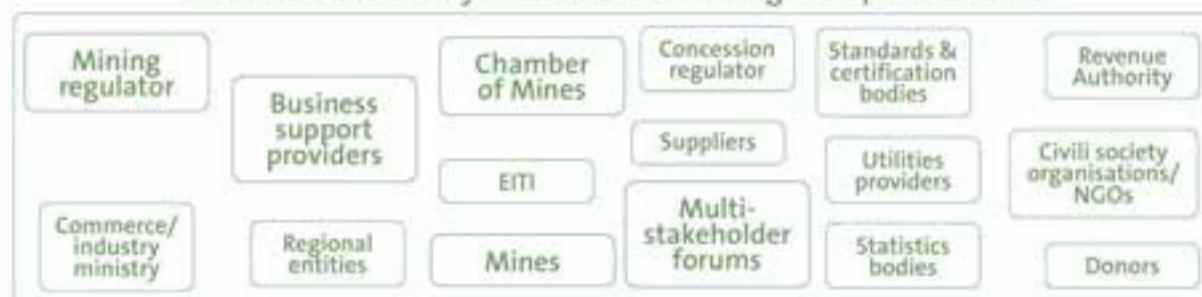 Mining
regulator
Business
support
providers
Chamber
of Mines
Concession
regulator
Standards &
certification
bodies
Revenue
Authority
Suppliers
EITI
Utilities
providers
Civili society
organisations/
NGOs
Commerce/
industry
ministry
Regional
entities
Mines
Multi-
stakeholder
forums
Statistics
bodies
Donors